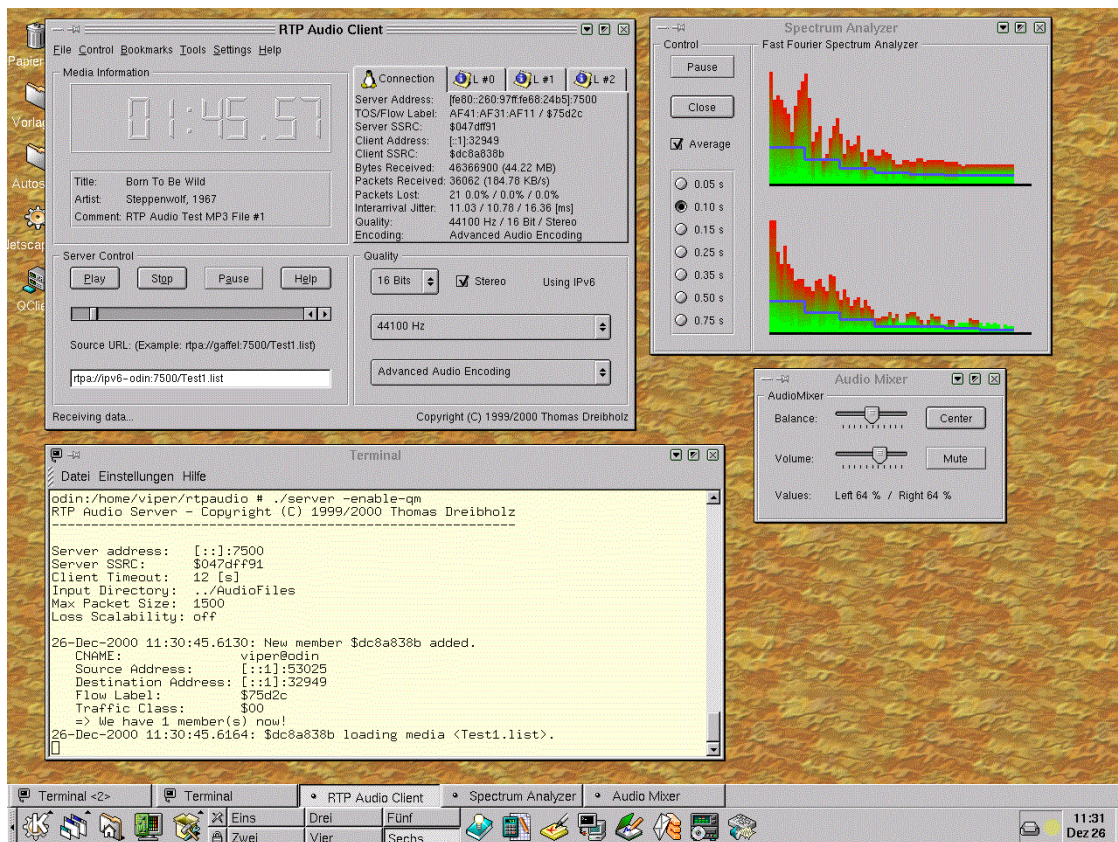 Papier
Vorla
Autos
Netscap
QClie
RTP Audio Client
File Control Bookmarks Tools Settings Help
Media Information
01:45.57
Title: Born To Be Wild
Artist: Steppenwolf, 1967
Comment: RTP Audio Test MP3 File #1
Connection L #0 L #1 L #2
Server Address: [fe80::260:97ff:fe68:24b5]:7500
TOS/Flow Label: AF41:AF31:AF11 / $75d2c
Server SSRC: $047dff91
Client Address: [::1]:32949
Client SSRC: $dc8a838b
Bytes Received: 46366900 (44.22 MB)
Packets Received: 36062 (184.78 KB/s)
Packets Lost: 21 0.0% / 0.0% / 0.0%
Interarrival Jitter: 11.03 / 10.78 / 16.36 [ms]
Quality: 44100 Hz / 16 Bit / Stereo
Encoding: Advanced Audio Encoding
Server Control
Play Stop Pause Help
Source URL: (Example: rtpa://gaffel:7500/Test1.list)
rtpa://ipv6-odin:7500/Test1.list
Quality
16 Bits Stereo Using IPv6
44100 Hz
Advanced Audio Encoding
Receiving data...
Copyright (C) 1999/2000 Thomas Dreibholz
Spectrum Analyzer
Control
Pause
Close
Average
0.05 s
0.10 s
0.15 s
0.25 s
0.35 s
0.50 s
0.75 s
Fast Fourier Spectrum Analyzer
Audio Mixer
AudioMixer
Balance: Center
Volume: Mute
Values: Left 64 % / Right 64 %
Terminal
Datei Einstellungen Hilfe
odin:/home/viper/rtpaudio # ./server -enable-qm
RTP Audio Server - Copyright (C) 1999/2000 Thomas Dreibholz
-----------------------------------------------------------
Server address: [::]:7500
Server SSRC: $047dff91
Client Timeout: 12 [s]
Input Directory: ../AudioFiles
Max Packet Size: 1500
Loss Scalability: off
26-Dec-2000 11:30:45.6130: New member $dc8a838b added.
CNAME: viper@odin
Source Address: [::1]:53025
Destination Address: [::1]:32949
Flow Label: $75d2c
Traffic Class: $00
=> We have 1 member(s) now!
26-Dec-2000 11:30:45.6164: $dc8a838b loading media <Test1.list>.
Terminal <2> Terminal RTP Audio Client Spectrum Analyzer Audio Mixer
Eins Drei Fünf
Zwei Vier Sechs
11:31
Dez 26